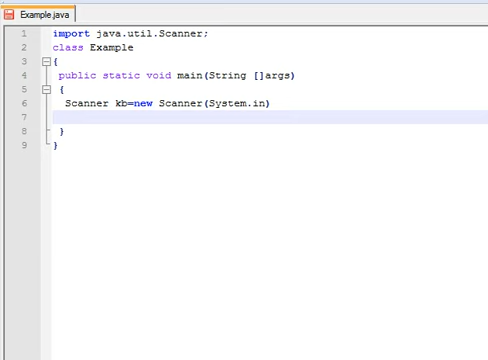 Example.java
1 import java.util.Scanner;
2 class Example
3 {
4 public static void main(String []args)
5 {
6 Scanner kb=new Scanner(System.in)
7
8 }
9 }